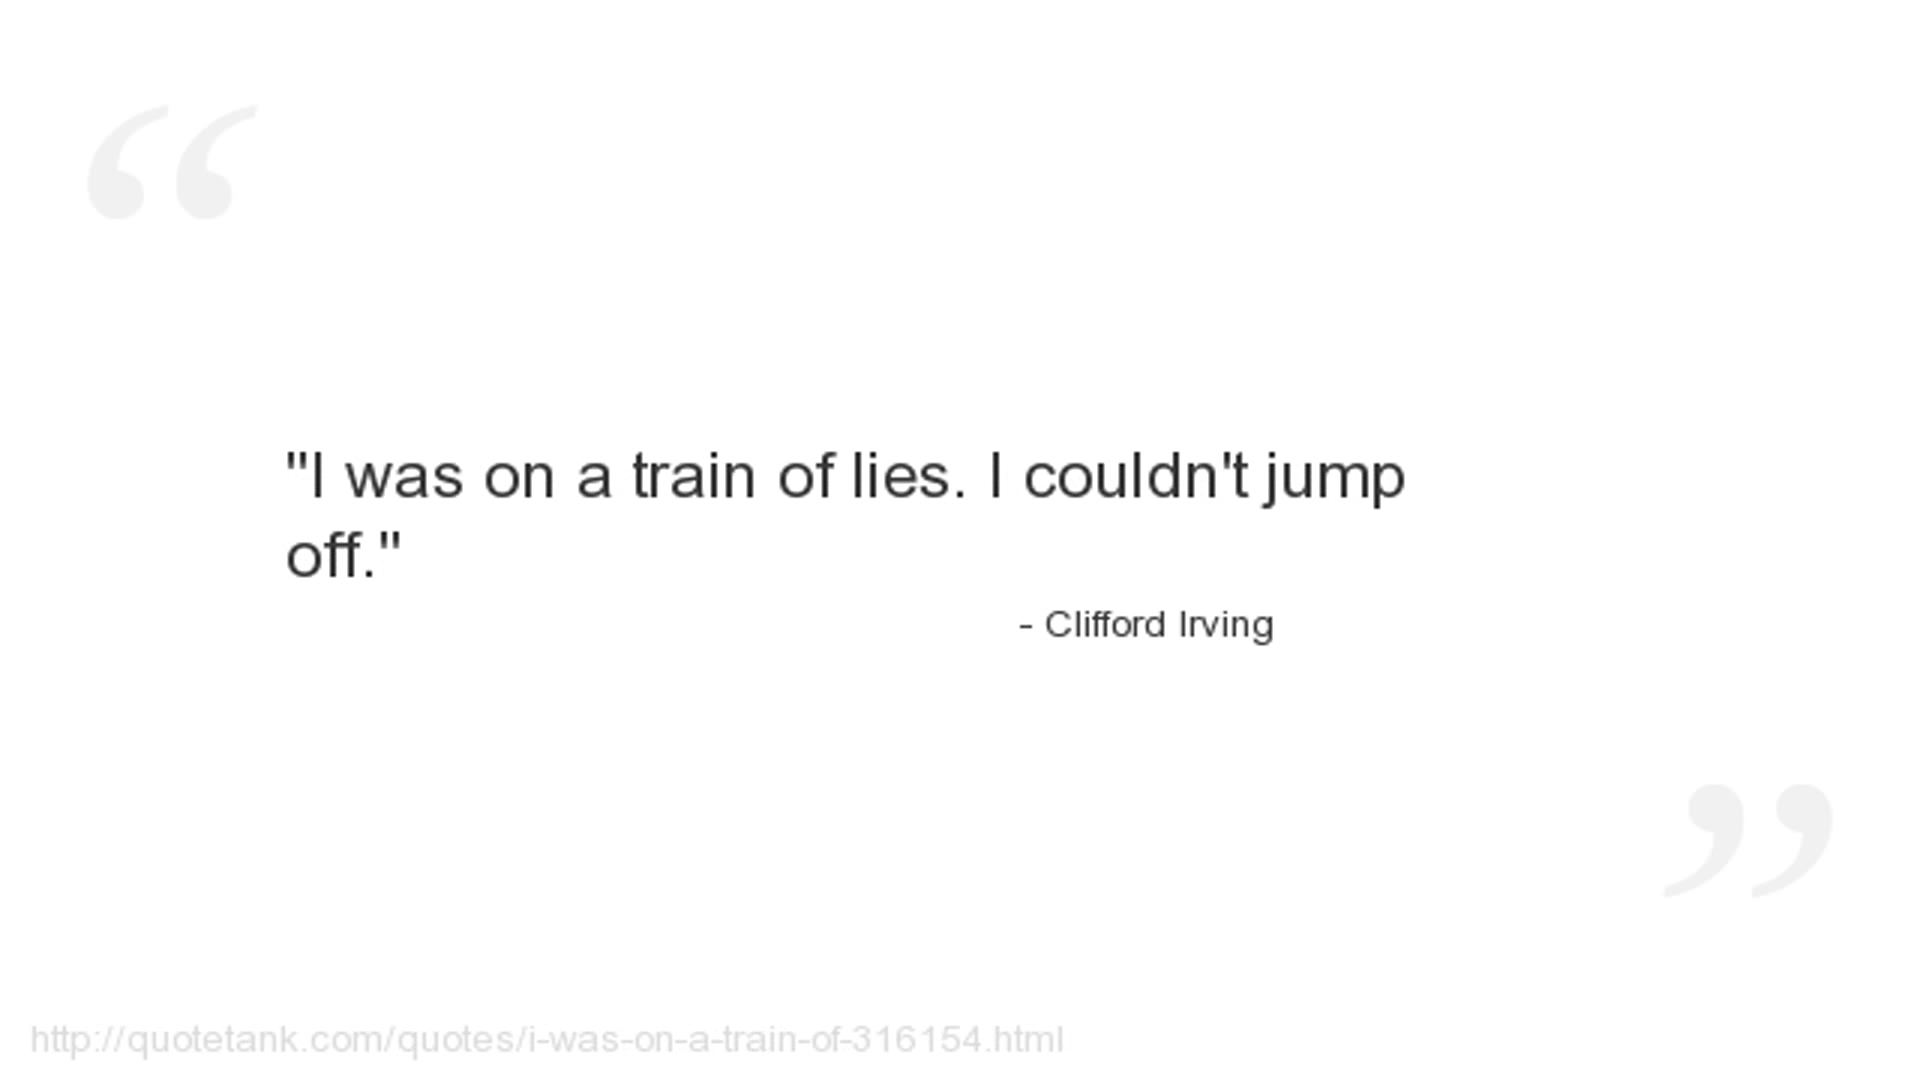 "I was on a train of lies. I couldn't jump
off."
- Clifford Irving
http://quotetank.com/quotes/i-was-on-a-train-of-316154.html